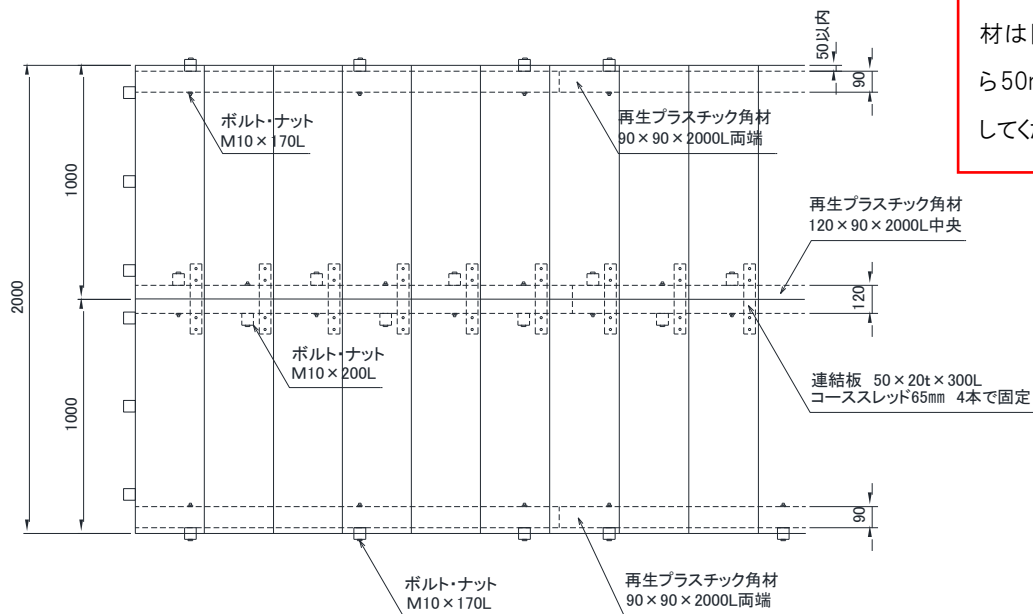 50以内
90
材は
ら50
してく
ボルト・ナット
M10×170L
再生プラスチック角材
90×90×2000L両端
1000
再生プラスチック角材
120×90×2000L中央
2000
120
ボルト・ナット
M10×200L
連結板 50×20t×300L
コーススレッド65mm 4本で固定
1000
90
ボルト・ナット
M10×170L
再生プラスチック角材
90×90×2000L両端